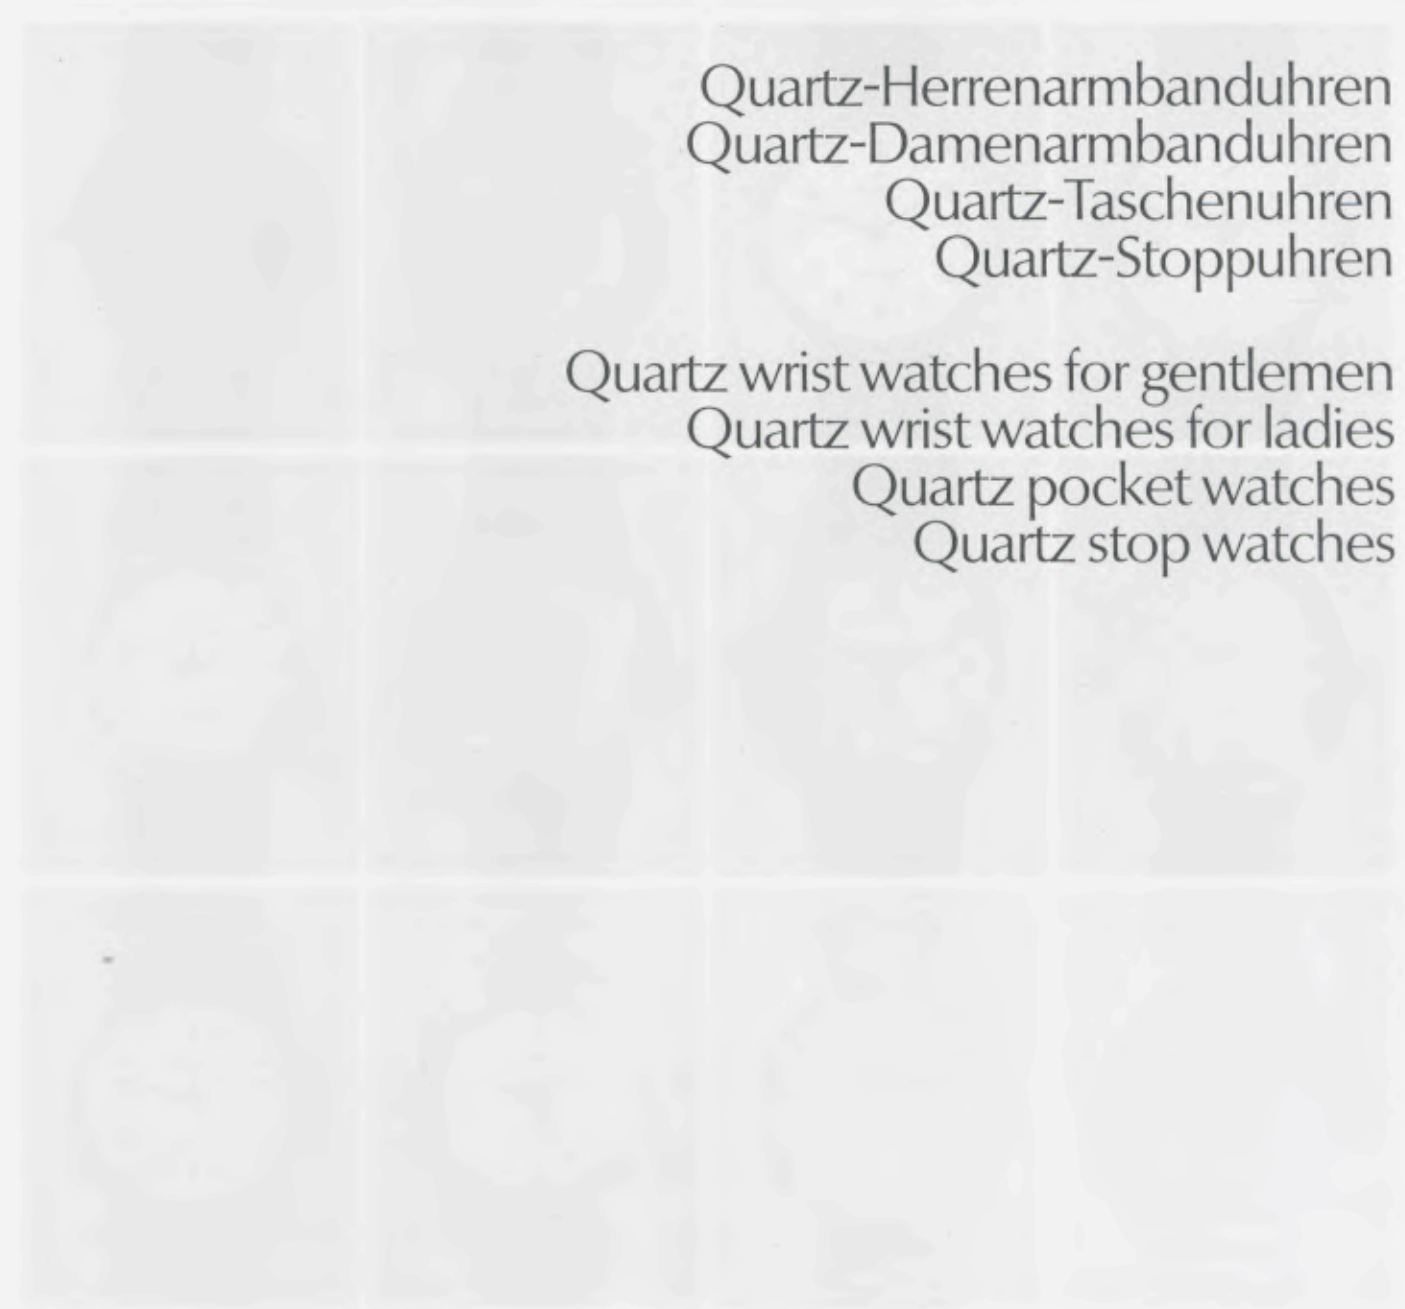 Quartz-Herrenarmbanduhren
Quartz-Damenarmbanduhren
Quartz-Taschenuhren
Quartz-Stoppuhren
Quartz wrist watches for gentlemen
Quartz wrist watches for ladies
Quartz pocket watches
Quartz stop watches